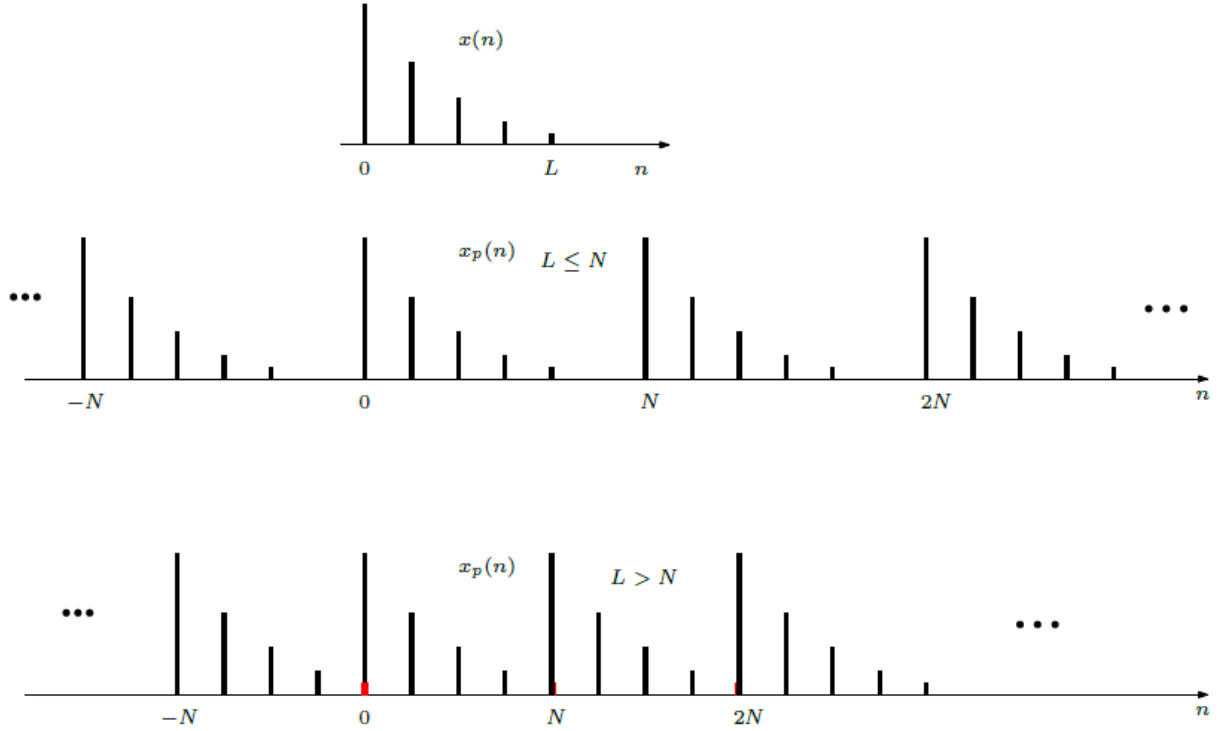 x(n)
0 L n
x_p(n) L ≤ N
−N 0 N 2N n
x_p(n) L > N
−N 0 N 2N n